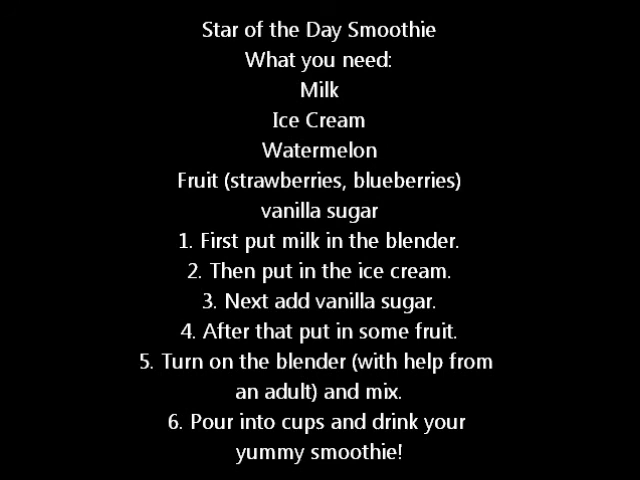 Star of the Day Smoothie
What you need:
Milk
Ice Cream
Watermelon
Fruit (strawberries, blueberries)
vanilla sugar
1. First put milk in the blender.
2. Then put in the ice cream.
3. Next add vanilla sugar.
4. After that put in some fruit.
5. Turn on the blender (with help from
an adult) and mix.
6. Pour into cups and drink your
yummy smoothie!